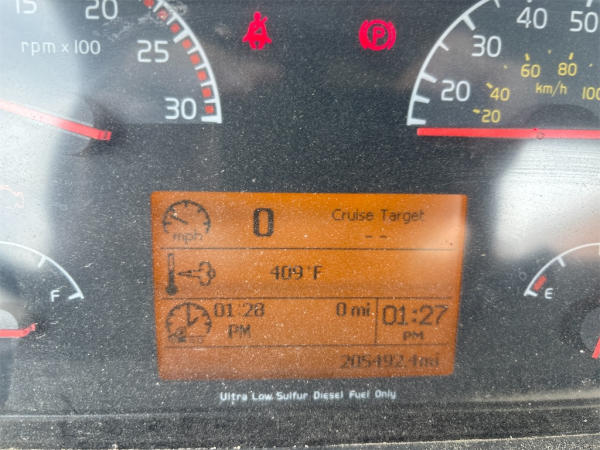 15 20 25 30
rpm x 100
P
20 30 40 50
20 40 60 80 100
km/h
0 Cruise Target
mph - -
409°F
01:28 0 mi 01:27
PM PM
205492.4mi
F
E
Ultra Low Sulfur Diesel Fuel Only